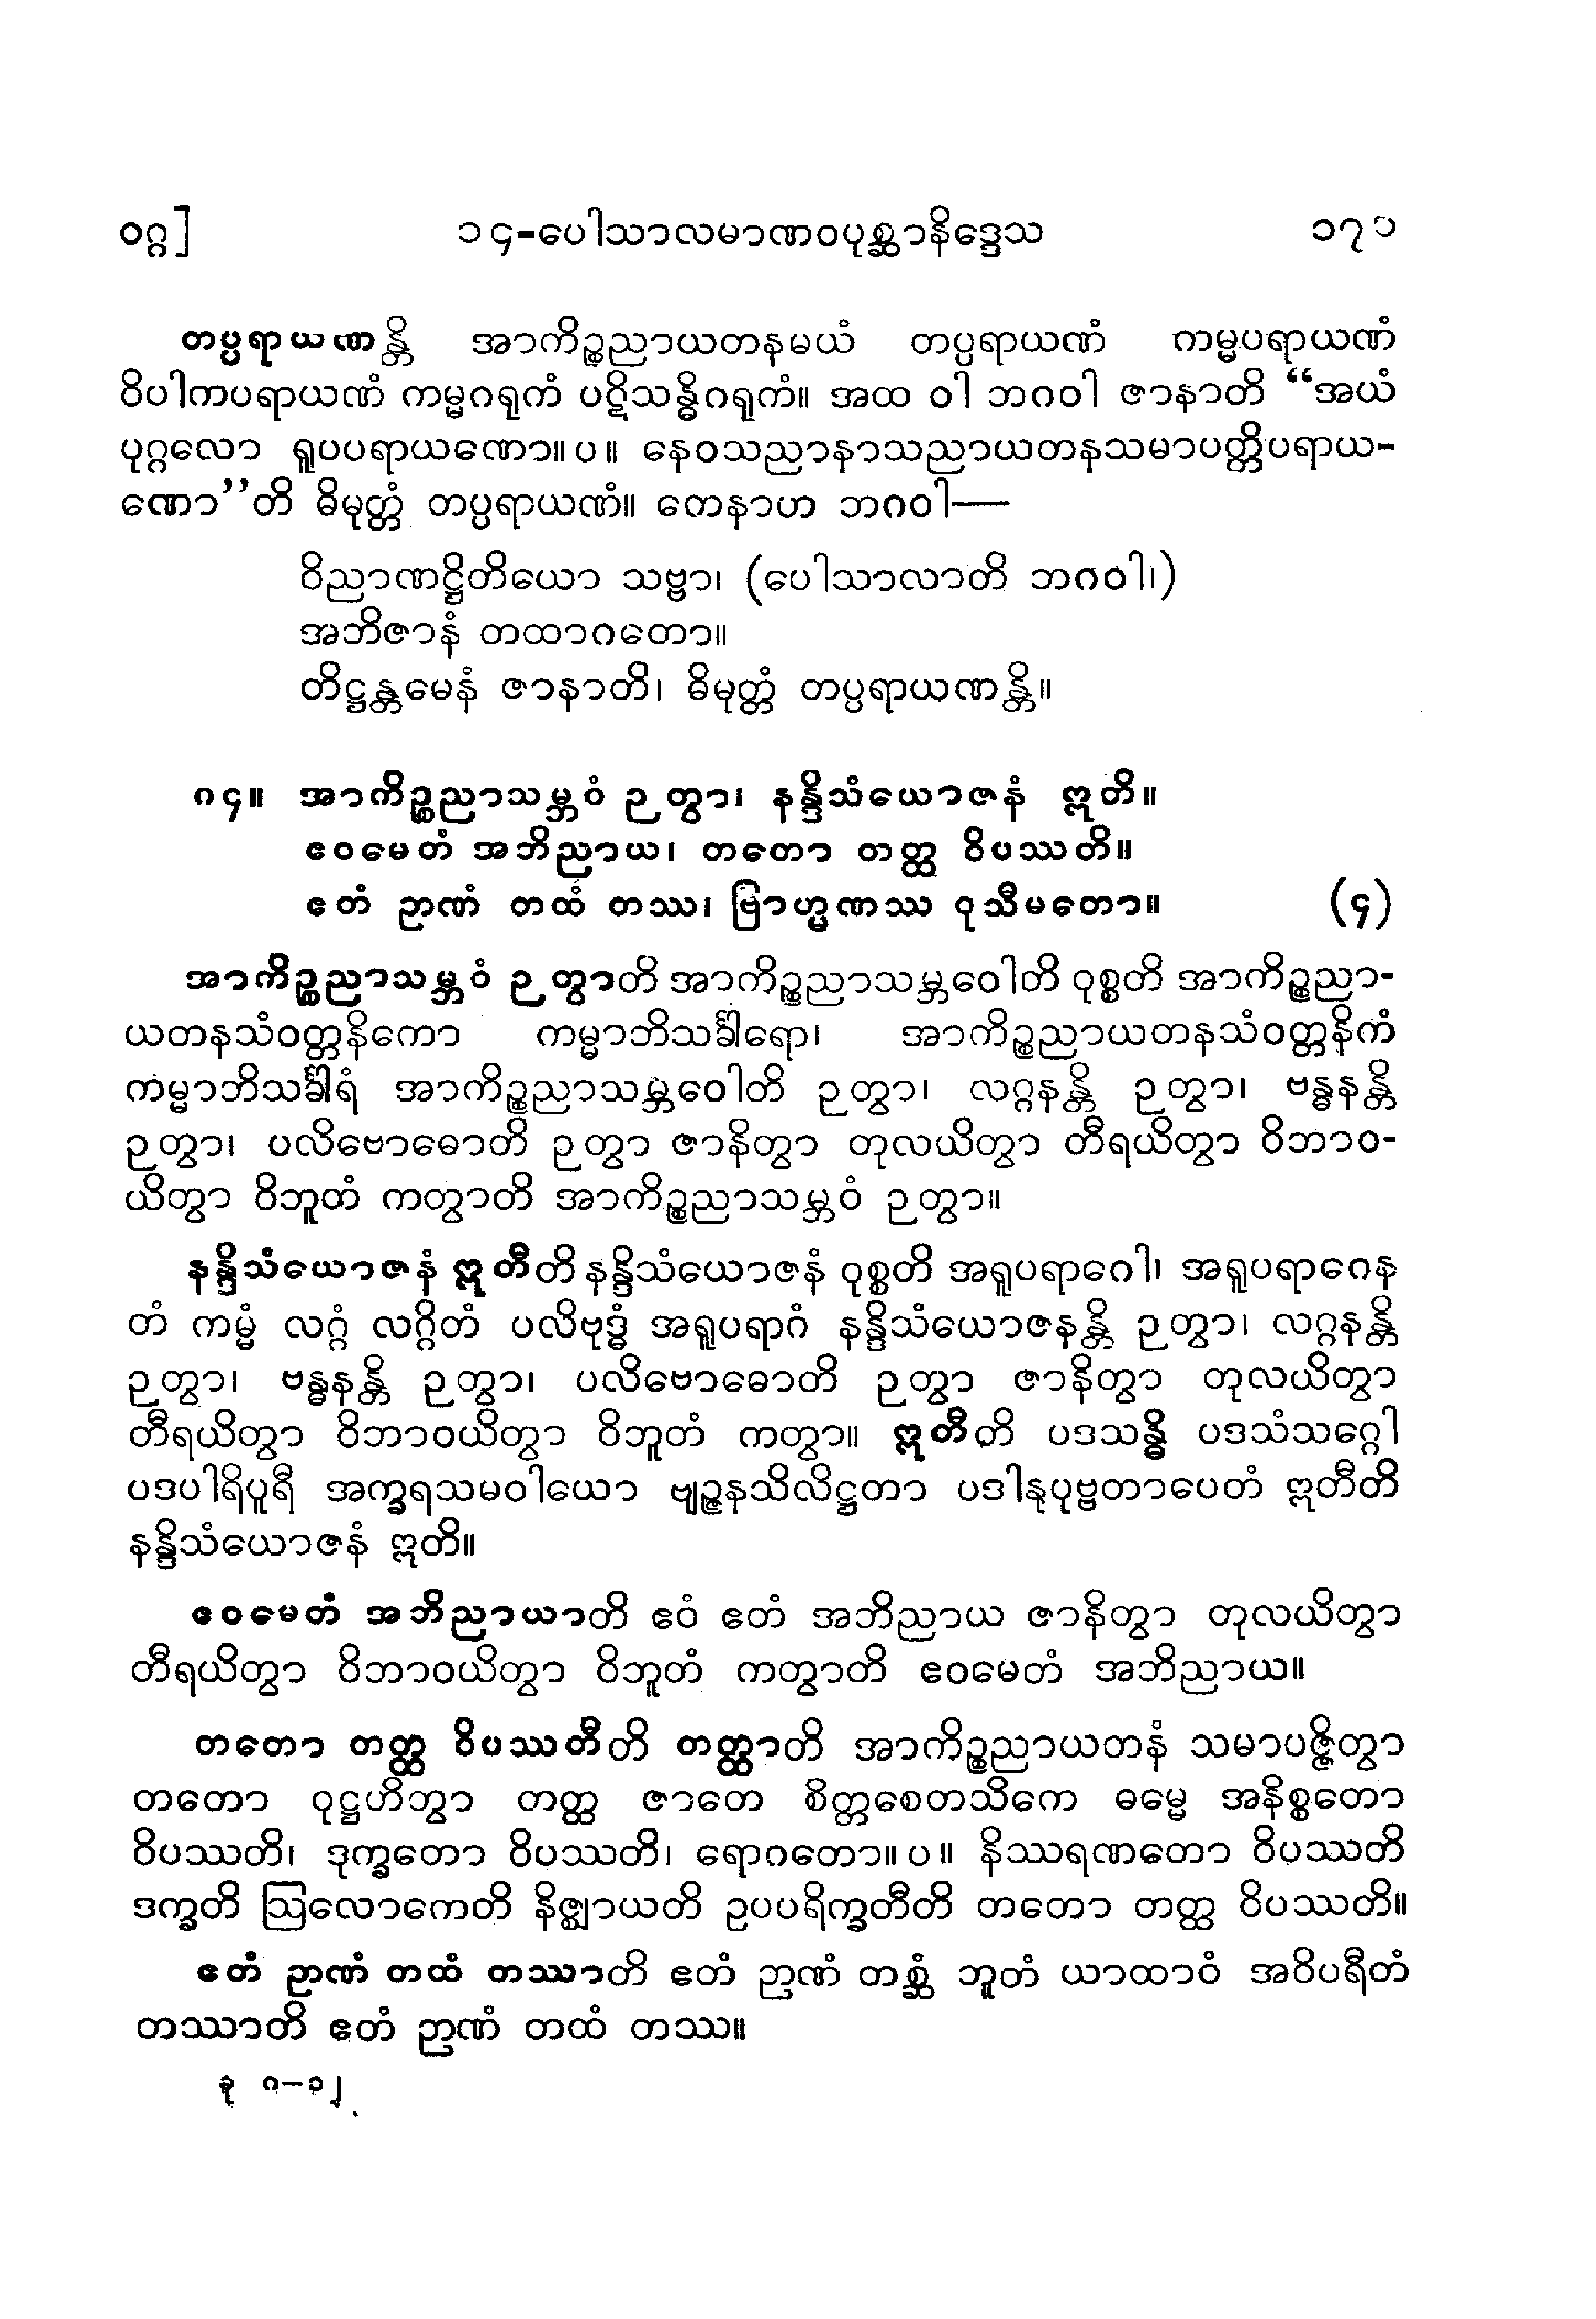 ဝဂ္ဂ] ၁၄-ပေါသာလမာဏဝပုစ္ဆာနိဒ္ဒေသ ၁၇၁
တပ္ပရာယဏန္တိ အာကိဉ္စညာယတနမယံ တပ္ပရာယဏံ ကမ္မပရာယဏံ
ဝိပါကပရာယဏံ ကမ္မဂရုကံ ပဋိသန္ဓိဂရုကံ။ အထ ဝါ ဘဂဝါ ဇာနာတိ “အယံ
ပုဂ္ဂလော ရူပပရာယဏော။ပ။ နေဝသညာနာသညာယတနသမာပတ္တိပရာယ-
ဏော”တိ ဓိမုတ္တံ တပ္ပရာယဏံ။ တေနာဟ ဘဂဝါ—
ဝိညာဏဋ္ဌိတိယော သဗ္ဗာ၊ (ပေါသာလာတိ ဘဂဝါ၊)
အဘိဇာနံ တထာဂတော။
တိဋ္ဌန္တမေနံ ဇာနာတိ၊ ဓိမုတ္တံ တပ္ပရာယဏန္တိ။
၈၄။ အာကိဉ္စညာသမ္ဘဝံ ဉတွာ၊ နန္ဒိသံယောဇနံ ဣတိ။
ဧဝမေတံ အဘိညာယ၊ တတော တတ္ထ ဝိပဿတိ။
ဧတံ ဉာဏံ တထံ တဿ၊ ဗြာဟ္မဏဿ ဝုသီမတော။ (၄)
အာကိဉ္စညာသမ္ဘဝံ ဉတွာတိ အာကိဉ္စညာသမ္ဘဝေါတိ ဝုစ္စတိ အာကိဉ္စညာ-
ယတနသံဝတ္တနိကော ကမ္မာဘိသင်္ခါရော၊ အာကိဉ္စညာယတနသံဝတ္တနိကံ
ကမ္မာဘိသင်္ခါရံ အာကိဉ္စညာသမ္ဘဝေါတိ ဉတွာ၊ လဂ္ဂနန္တိ ဉတွာ၊ ဗန္ဓနန္တိ
ဉတွာ၊ ပလိဗောဓောတိ ဉတွာ ဇာနိတွာ တုလယိတွာ တီရယိတွာ ဝိဘာဝ-
ယိတွာ ဝိဘူတံ ကတွာတိ အာကိဉ္စညာသမ္ဘဝံ ဉတွာ။
နန္ဒိသံယောဇနံ ဣတီတိ နန္ဒိသံယောဇနံ ဝုစ္စတိ အရူပရာဂေါ၊ အရူပရာဂေန
တံ ကမ္မံ လဂ္ဂံ လဂ္ဂိတံ ပလိဗုဒ္ဓံ အရူပရာဂံ နန္ဒိသံယောဇနန္တိ ဉတွာ၊ လဂ္ဂနန္တိ
ဉတွာ၊ ဗန္ဓနန္တိ ဉတွာ၊ ပလိဗောဓောတိ ဉတွာ ဇာနိတွာ တုလယိတွာ
တီရယိတွာ ဝိဘာဝယိတွာ ဝိဘူတံ ကတွာ။ ဣတီတိ ပဒသန္ဓိ ပဒသံသဂ္ဂေါ
ပဒပါရိပူရီ အက္ခရသမဝါယော ဗျဉ္ဇနသိလိဋ္ဌတာ ပဒါနုပုဗ္ဗတာပေတံ ဣတီတိ
နန္ဒိသံယောဇနံ ဣတိ။
ဧဝမေတံ အဘိညာယာတိ ဧဝံ ဧတံ အဘိညာယ ဇာနိတွာ တုလယိတွာ
တီရယိတွာ ဝိဘာဝယိတွာ ဝိဘူတံ ကတွာတိ ဧဝမေတံ အဘိညာယ။
တတော တတ္ထ ဝိပဿတီတိ တတ္ထာတိ အာကိဉ္စညာယတနံ သမာပဇ္ဇိတွာ
တတော ဝုဋ္ဌဟိတွာ တတ္ထ ဇာတေ စိတ္တစေတသိကေ ဓမ္မေ အနိစ္စတော
ဝိပဿတိ၊ ဒုက္ခတော ဝိပဿတိ၊ ရောဂတော။ပ။ နိဿရဏတော ဝိပဿတိ
ဒက္ခတိ ဩလောကေတိ နိဇ္ဈာယတိ ဥပပရိက္ခတီတိ တတော တတ္ထ ဝိပဿတိ။
ဧတံ ဉာဏံ တထံ တဿာတိ ဧတံ ဉာဏံ တစ္ဆံ ဘူတံ ယာထာဝံ အဝိပရီတံ
တဿာတိ ဧတံ ဉာဏံ တထံ တဿ။
ခု ၈–၁၂